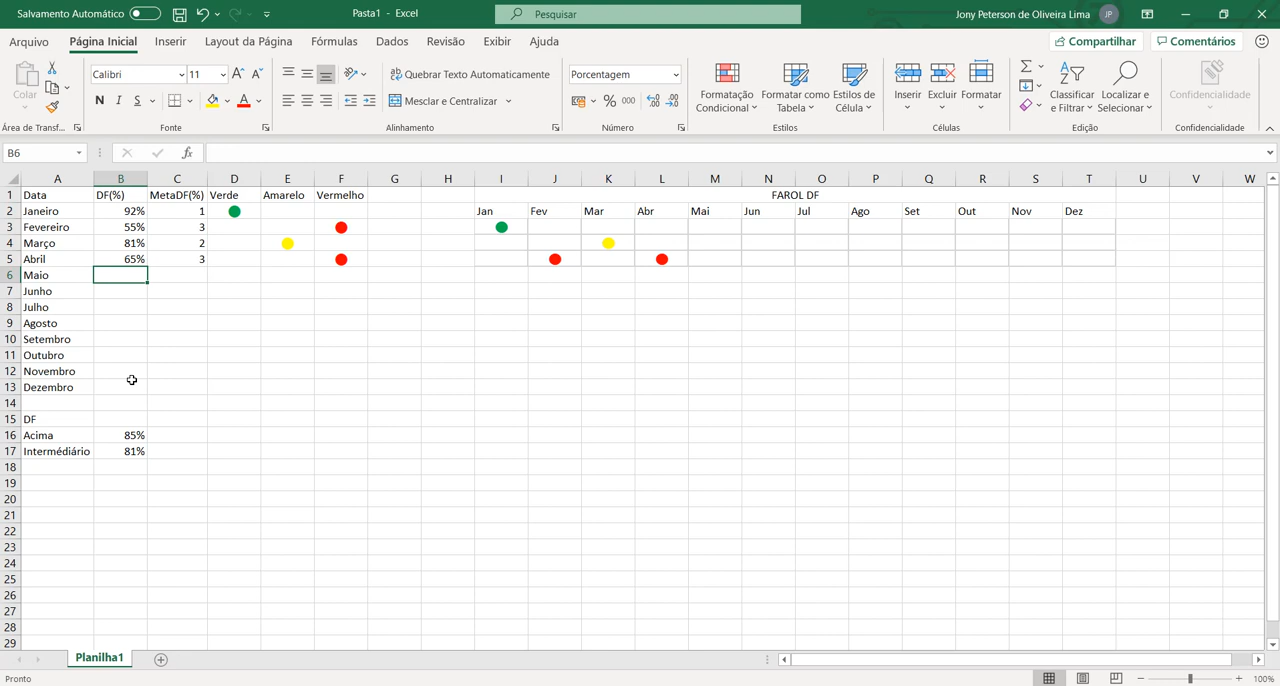 Salvamento Automático
Pasta1 - Excel
Pesquisar
Jony Peterson de Oliveira Lima
JP
Arquivo
Página Inicial
Inserir
Layout da Página
Fórmulas
Dados
Revisão
Exibir
Ajuda
Compartilhar
Comentários
Colar
Calibri
11
N I S
Quebrar Texto Automaticamente
Mesclar e Centralizar
Porcentagem
% 000
Formatação Condicional
Formatar como Tabela
Estilos de Célula
Inserir
Excluir
Formatar
Classificar e Filtrar
Localizar e Selecionar
Confidencialidade
Área de Transf...
Fonte
Alinhamento
Número
Estilos
Células
Edição
Confidencialidade
B6
fx
A B C D E F G H I J K L M N O P Q R S T U V W
1 Data DF(%) MetaDF(%) Verde Amarelo Vermelho FAROL DF
2 Janeiro 92% 1 Jan Fev Mar Abr Mai Jun Jul Ago Set Out Nov Dez
3 Fevereiro 55% 3
4 Março 81% 2
5 Abril 65% 3
6 Maio
7 Junho
8 Julho
9 Agosto
10 Setembro
11 Outubro
12 Novembro
13 Dezembro
14
15 DF
16 Acima 85%
17 Intermédiário 81%
18
19
20
21
22
23
24
25
26
27
28
29
Planilha1
Pronto
100%